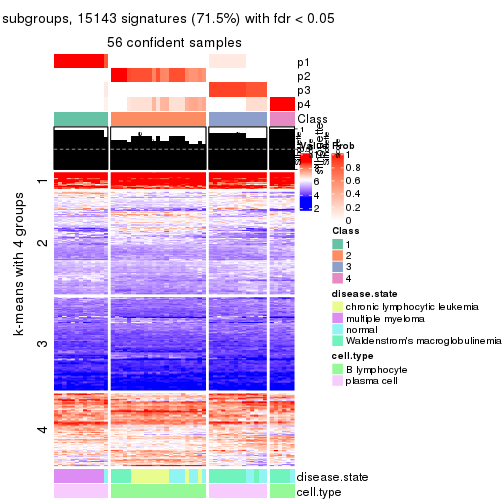 subgroups, 15143 signatures (71.5%) with fdr < 0.05
56 confident samples
p1
p2
p3
p4
Class
silhouette
1
2
3
4
k-means with 4 groups
Value
6
4
2
Prob
1
0.8
0.6
0.4
0.2
0
Class
1
2
3
4
disease.state
chronic lymphocytic leukemia
multiple myeloma
normal
Waldenstrom's macroglobulinemia
cell.type
B lymphocyte
plasma cell
disease.state
cell.type